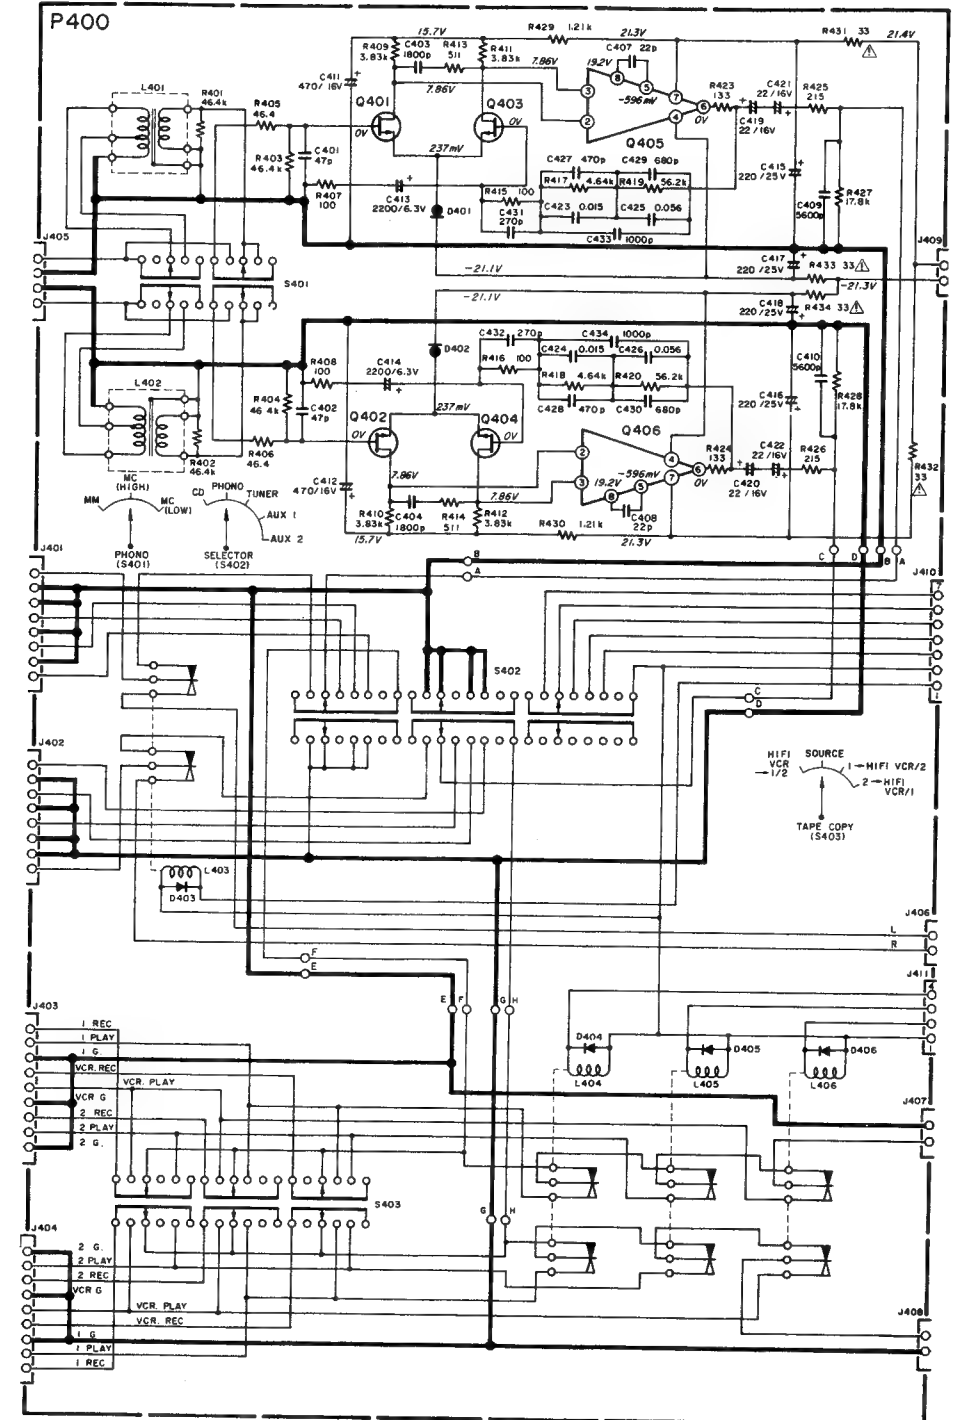 P400
R429 1.21k
15.7V
21.3V
R431 33
21.4V
R409 3.83k
C403 1800p
R413 511
R411 3.83k
7.86V
C407 22p
19.2V
C411 470/16V
7.86V
-596mV
R423 133
C421 22/16V
R425 215
L401
R401 46.4k
R405 46.4
Q401
Q403
0V
0V
0V
C419 22/16V
Q405
R403 46.4k
C401 47p
237mV
C427 470p
C429 680p
R417 4.64k
R419 56.2k
C415 220/25V
R407 100
C413 2200/6.3V
D401
R415 100
C431 270p
C423 0.015
C425 0.056
C433 1000p
C409 5600p
R427 17.8k
J405
J409
S401
-21.1V
C417 220/25V
R433 33
-21.3V
-21.1V
C418 220/25V
R434 33
D402
C432 270p
C434 1000p
C424 0.015
C426 0.056
R408 100
C414 2200/6.3V
R416 100
R418 4.64k
R420 56.2k
C428 470p
C430 680p
C410 5600p
C416 220/25V
R428 17.8k
L402
R404 46.4k
C402 47p
Q402
237mV
Q404
0V
0V
Q406
R402 46.4k
R406 46.4
-596mV
19.2V
0V
R424 133
C422 22/16V
R426 215
C420 22/16V
R432 33
7.86V
7.86V
C412 470/16V
R410 3.83k
C404 1800p
R414 511
R412 3.83k
C408 22p
15.7V
R430 1.21k
21.3V
MM
MC (HIGH)
MC (LOW)
PHONO (S401)
CD
PHONO
TUNER
AUX 1
AUX 2
SELECTOR (S402)
C D B A
J401
B
A
J410
S402
C
D
J402
HIFI VCR → 1/2
SOURCE
1 → HIFI VCR/2
2 → HIFI VCR/1
TAPE COPY (S403)
L403
D403
J406
L
R
F
E
J411
E F G H
J403
1 REC
1 PLAY
1 G.
VCR. REC
VCR. PLAY
VCR G
2 REC
2 PLAY
2 G.
D404
L404
D405
L405
D406
L406
J407
S403
G H
J404
2 G.
2 PLAY
2 REC
VCR G
VCR. PLAY
VCR. REC
1 G
1 PLAY
1 REC
J408